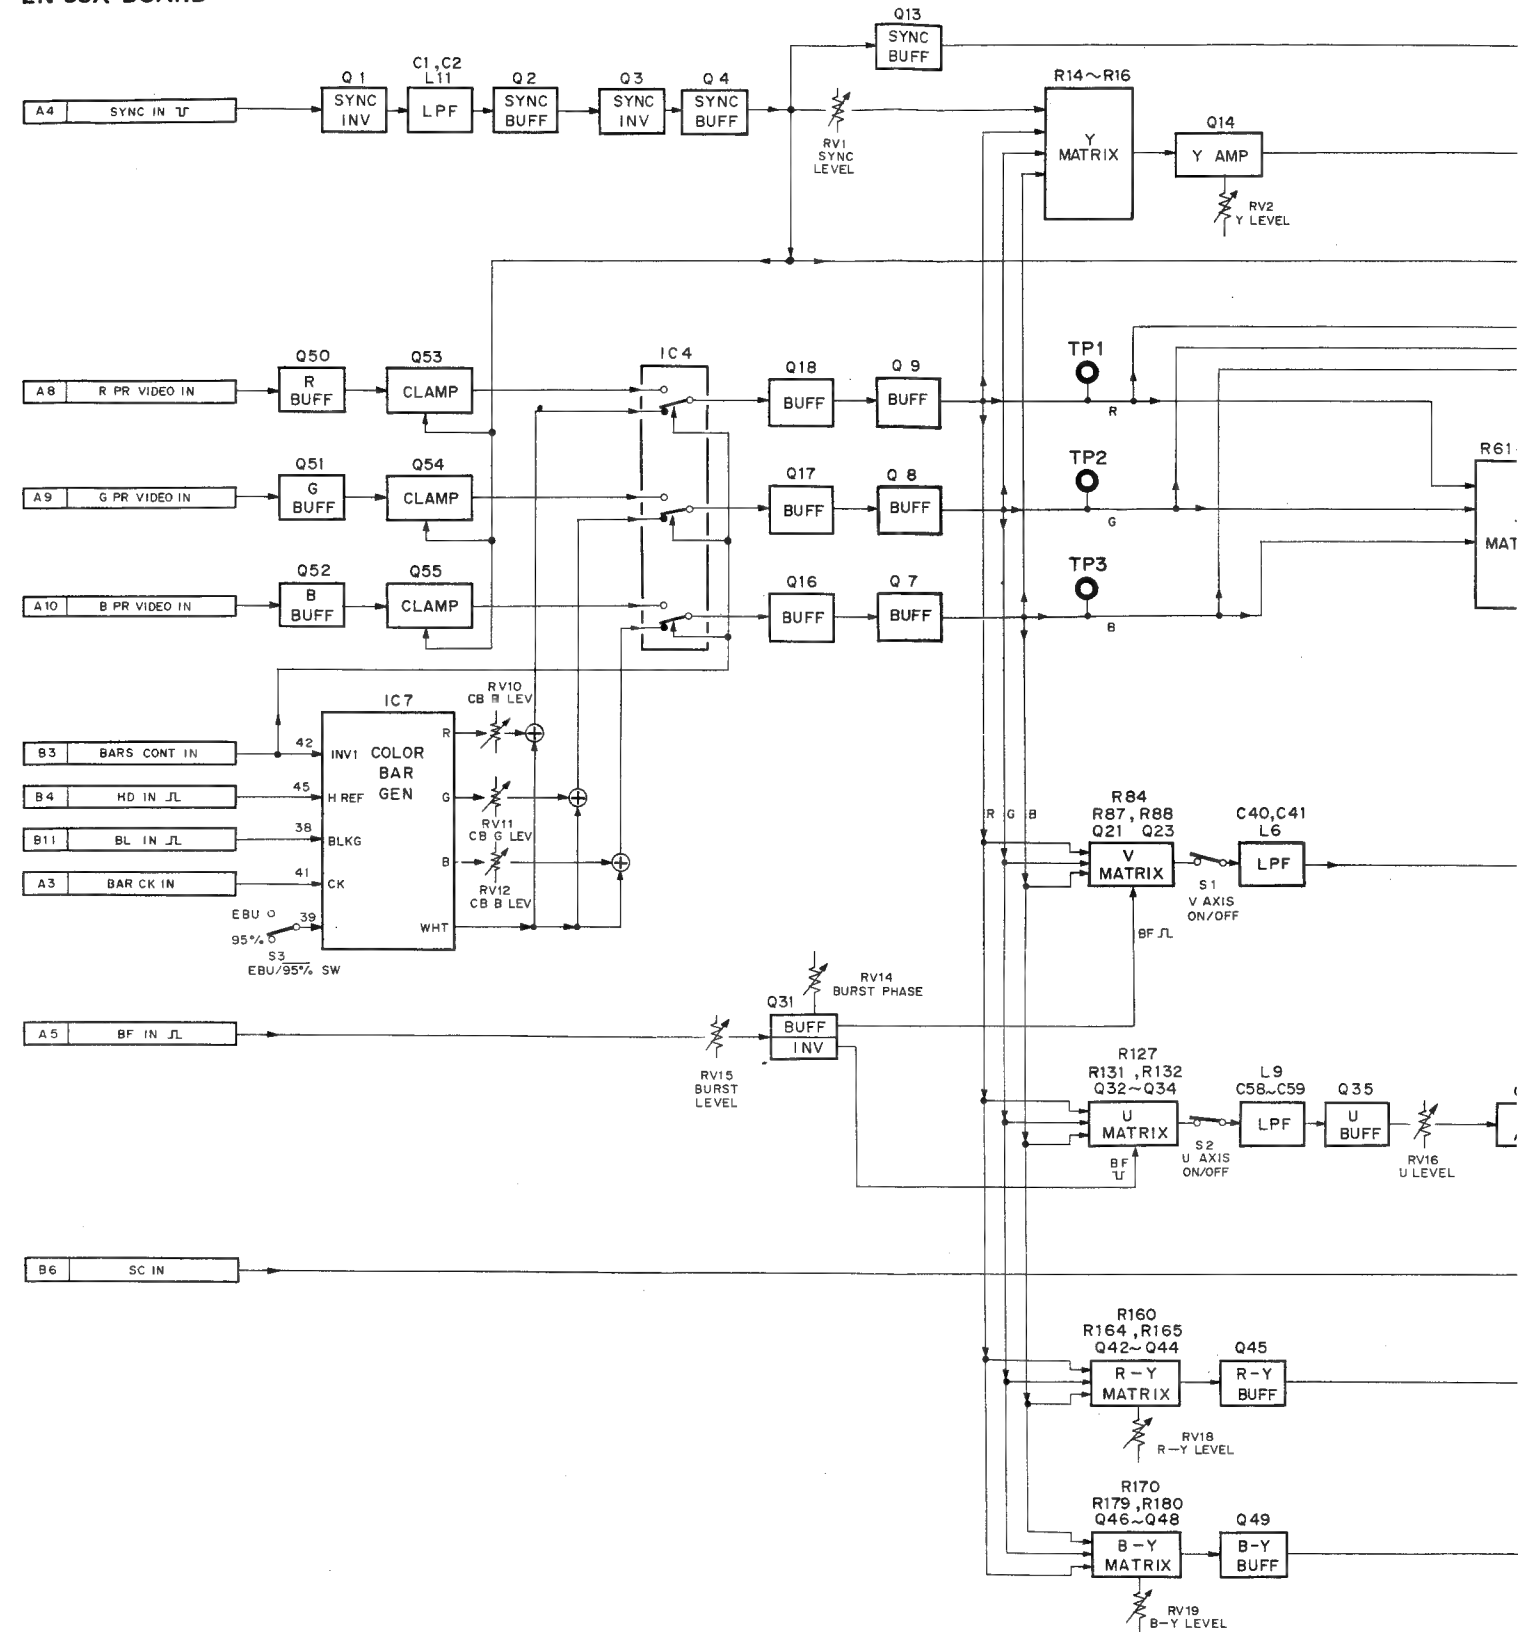 Q13
SYNC
BUFF
Q1
SYNC
INV
C1,C2
L11
LPF
Q2
SYNC
BUFF
Q3
SYNC
INV
Q4
SYNC
BUFF
A4 SYNC IN
RV1
SYNC
LEVEL
R14~R16
Y
MATRIX
Q14
Y AMP
RV2
Y LEVEL
A8 R PR VIDEO IN
Q50
R
BUFF
Q53
CLAMP
IC4
Q18
BUFF
Q9
BUFF
TP1
R
A9 G PR VIDEO IN
Q51
G
BUFF
Q54
CLAMP
Q17
BUFF
Q8
BUFF
TP2
G
R61
MAT
A10 B PR VIDEO IN
Q52
B
BUFF
Q55
CLAMP
Q16
BUFF
Q7
BUFF
TP3
B
IC7
COLOR
BAR
GEN
B3 BARS CONT IN
42
INV1
B4 HD IN
45
H REF
B11 BL IN
38
BLKG
A3 BAR CK IN
41
CK
EBU
95%
39
S3
EBU/95% SW
R
G
B
WHT
RV10
CB R LEV
RV11
CB G LEV
RV12
CB B LEV
R G B
R84
R87,R88
Q21 Q23
V
MATRIX
S1
V AXIS
ON/OFF
C40,C41
L6
LPF
BF
A5 BF IN
RV15
BURST
LEVEL
Q31
BUFF
INV
RV14
BURST PHASE
R127
R131,R132
Q32~Q34
U
MATRIX
BF
S2
U AXIS
ON/OFF
L9
C58~C59
LPF
Q35
U
BUFF
RV16
U LEVEL
B6 SC IN
R160
R164,R165
Q42~Q44
R-Y
MATRIX
RV18
R-Y LEVEL
Q45
R-Y
BUFF
R170
R179,R180
Q46~Q48
B-Y
MATRIX
RV19
B-Y LEVEL
Q49
B-Y
BUFF